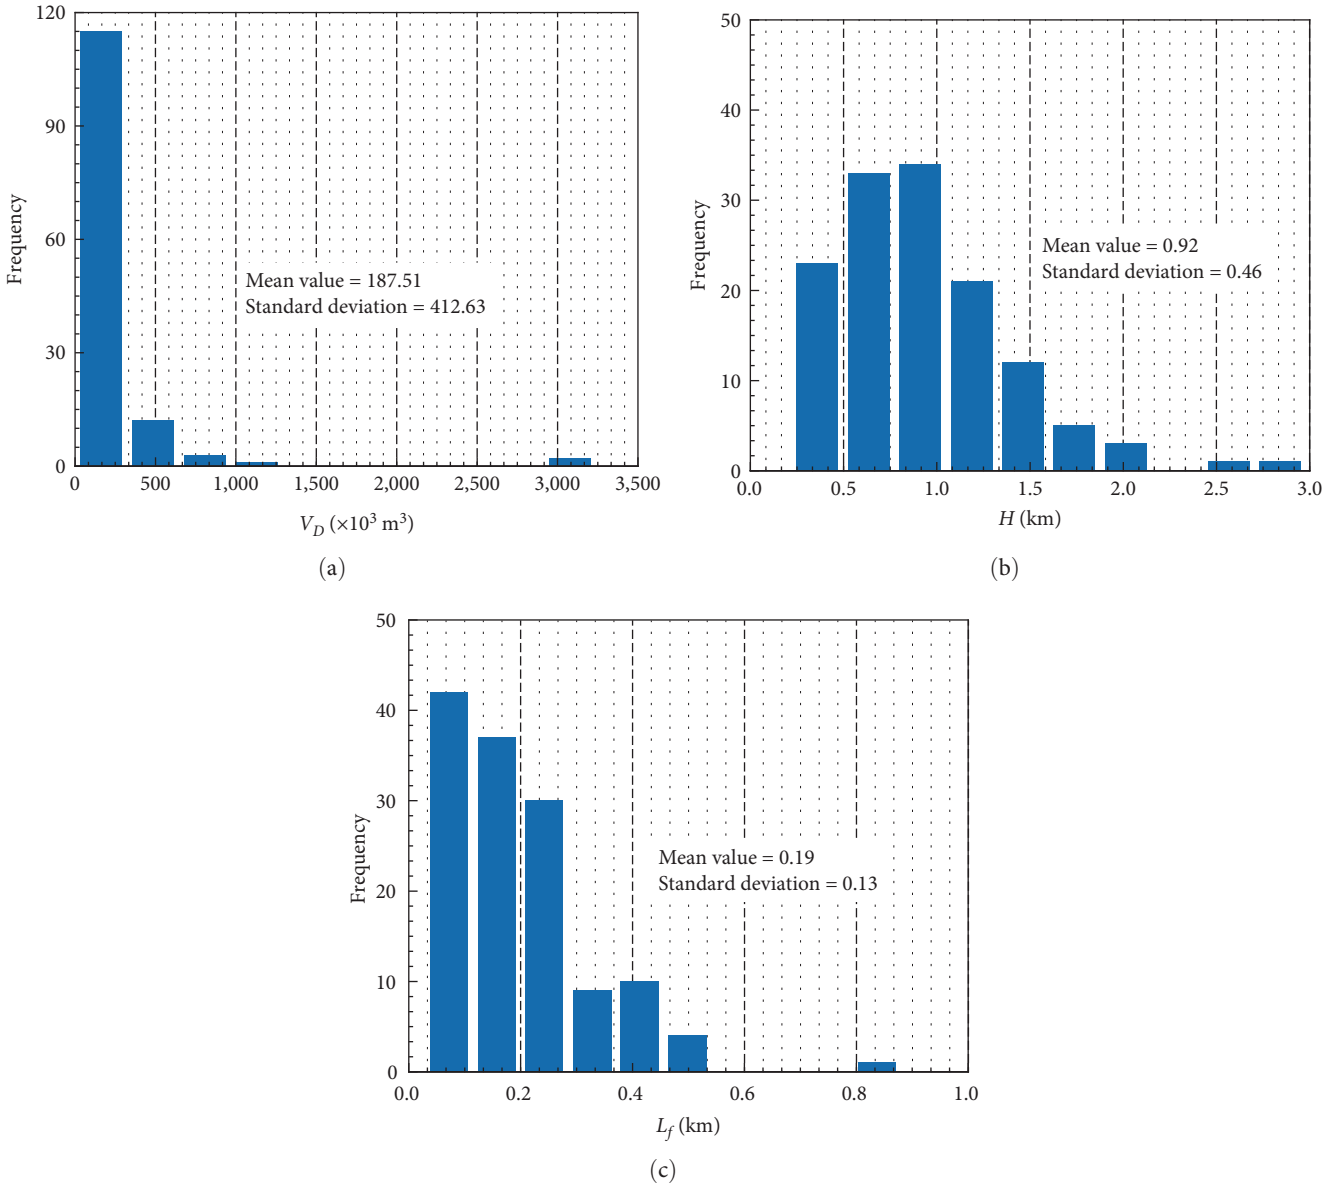 120
90
60
30
0
Frequency
Mean value = 187.51
Standard deviation = 412.63
0 500 1,000 1,500 2,000 2,500 3,000 3,500
V_D (×10³ m³)
(a)
50
40
30
20
10
0
Frequency
Mean value = 0.92
Standard deviation = 0.46
0.0 0.5 1.0 1.5 2.0 2.5 3.0
H (km)
(b)
50
40
30
20
10
0
Frequency
Mean value = 0.19
Standard deviation = 0.13
0.0 0.2 0.4 0.6 0.8 1.0
L_f (km)
(c)